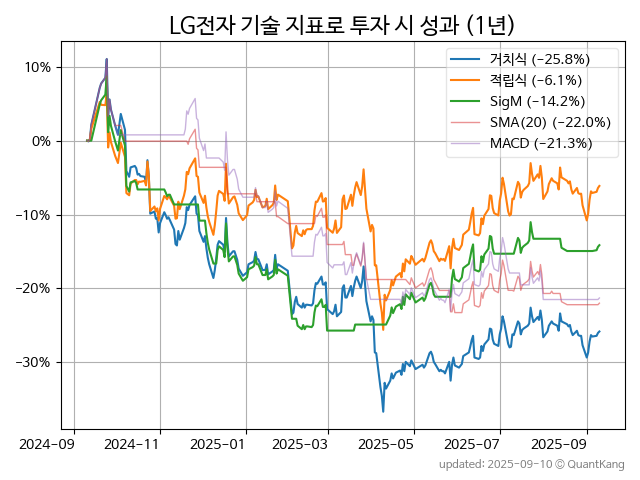 LG전자 기술 지표로 투자 시 성과 (1년)
거치식 (−25.8%)
적립식 (−6.1%)
SigM (−14.2%)
SMA(20) (−22.0%)
MACD (−21.3%)
10%
0%
−10%
−20%
−30%
2024-09 2024-11 2025-01 2025-03 2025-05 2025-07 2025-09
updated: 2025-09-10 © QuantKang